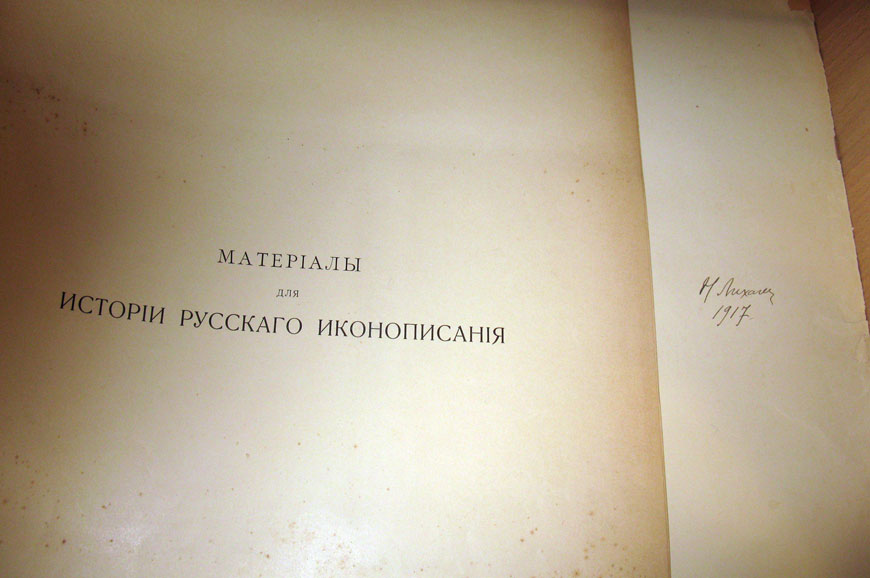 МАТЕРІАЛЫ
ДЛЯ
ИСТОРІИ РУССКАГО ИКОНОПИСАНІЯ
Н Лихачев
1917